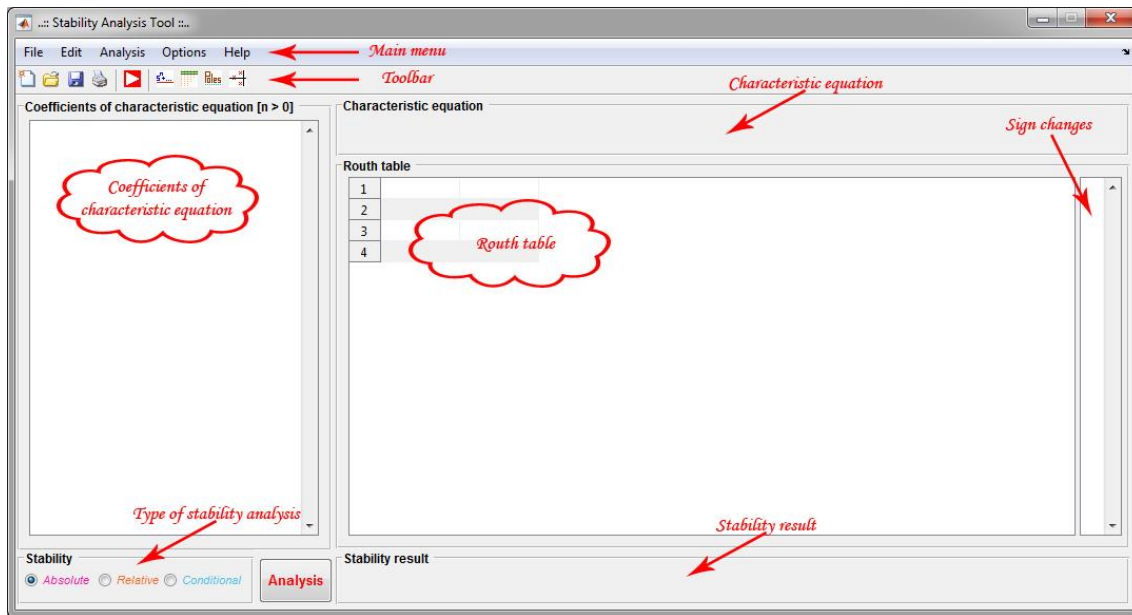 ..:: Stability Analysis Tool ::..
File Edit Analysis Options Help
Main menu
Toolbar
Poles
Characteristic equation
Coefficients of characteristic equation [n > 0]
Characteristic equation
Sign changes
Routh table
1
2
3
4
Coefficients of
characteristic equation
Routh table
Type of stability analysis
Stability result
Stability
Absolute Relative Conditional
Analysis
Stability result